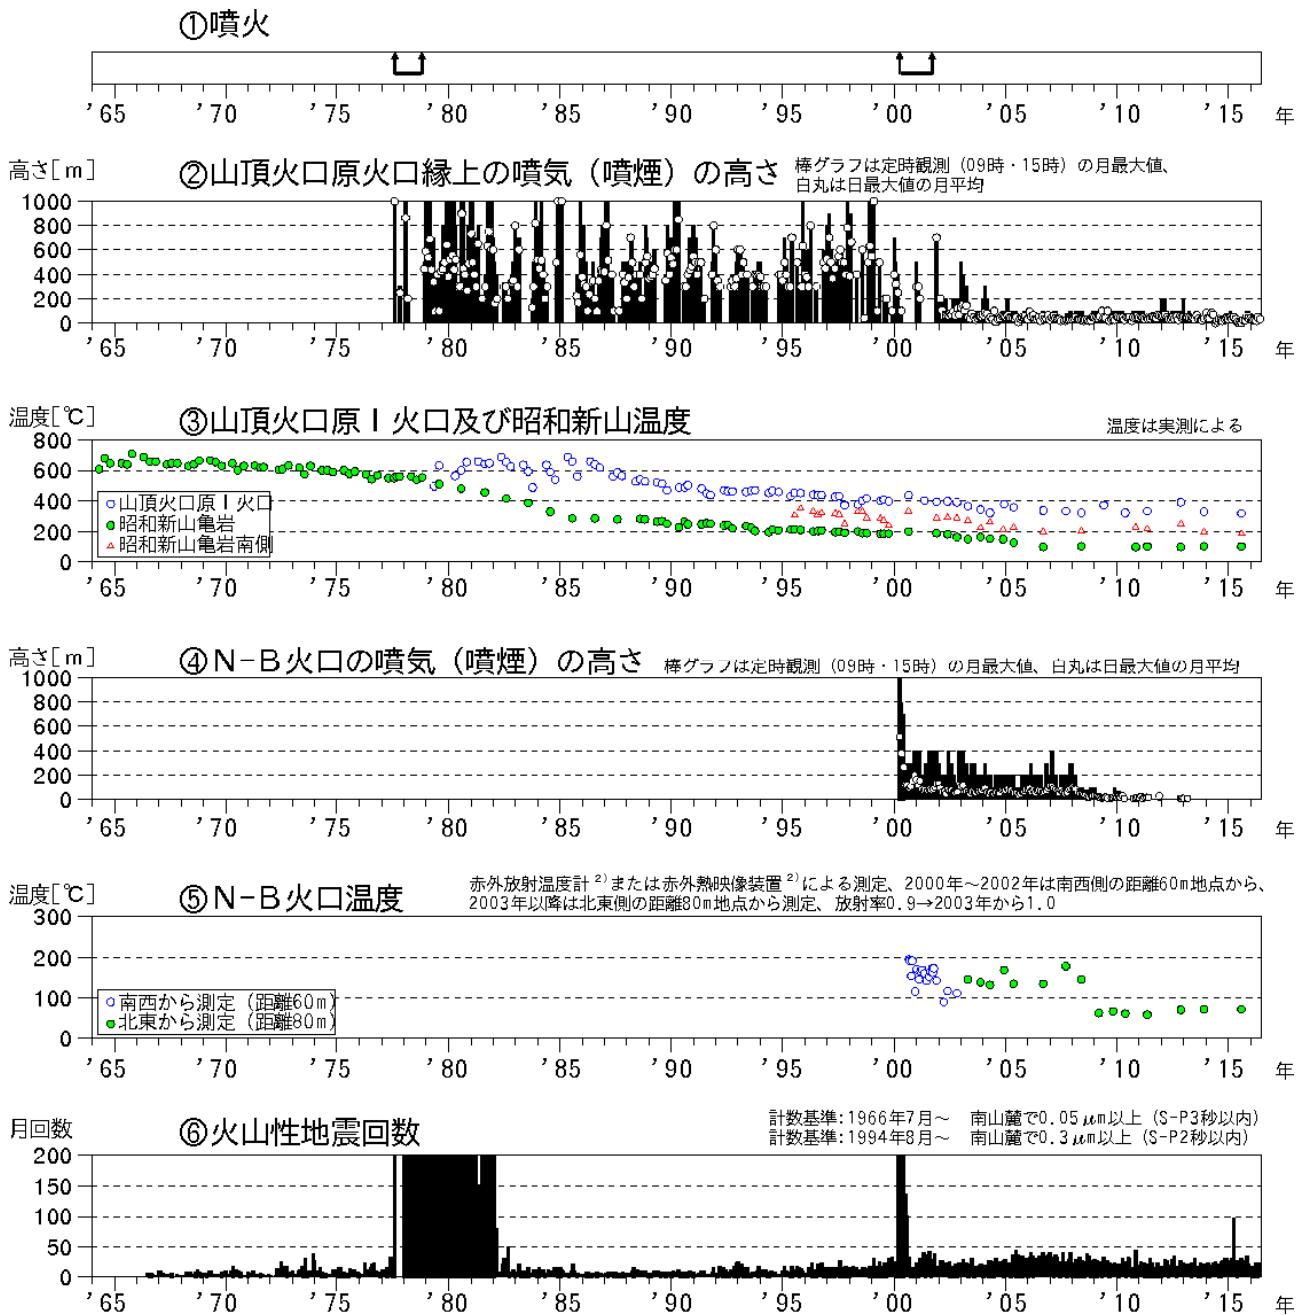 ①噴火
'65 '70 '75 '80 '85 '90 '95 '00 '05 '10 '15 年
高さ[m]
②山頂火口原火口縁上の噴気（噴煙）の高さ
棒グラフは定時観測（09時・15時）の月最大値、
白丸は日最大値の月平均
1000
800
600
400
200
0
'65 '70 '75 '80 '85 '90 '95 '00 '05 '10 '15 年
温度[℃]
③山頂火口原Ｉ火口及び昭和新山温度
温度は実測による
800
600
400
200
0
山頂火口原Ｉ火口
昭和新山亀岩
昭和新山亀岩南側
'65 '70 '75 '80 '85 '90 '95 '00 '05 '10 '15 年
高さ[m]
④Ｎ−Ｂ火口の噴気（噴煙）の高さ
棒グラフは定時観測（09時・15時）の月最大値、白丸は日最大値の月平均
1000
800
600
400
200
0
'65 '70 '75 '80 '85 '90 '95 '00 '05 '10 '15 年
温度[℃]
⑤Ｎ−Ｂ火口温度
赤外放射温度計²⁾または赤外熱映像装置²⁾による測定、2000年～2002年は南西側の距離60m地点から、
2003年以降は北東側の距離80m地点から測定、放射率0.9→2003年から1.0
300
200
100
0
南西から測定（距離60m）
北東から測定（距離80m）
'65 '70 '75 '80 '85 '90 '95 '00 '05 '10 '15 年
月回数
⑥火山性地震回数
計数基準:1966年7月～ 南山麓で0.05μm以上（S-P3秒以内）
計数基準:1994年8月～ 南山麓で0.3μm以上（S-P2秒以内）
200
150
100
50
0
'65 '70 '75 '80 '85 '90 '95 '00 '05 '10 '15 年